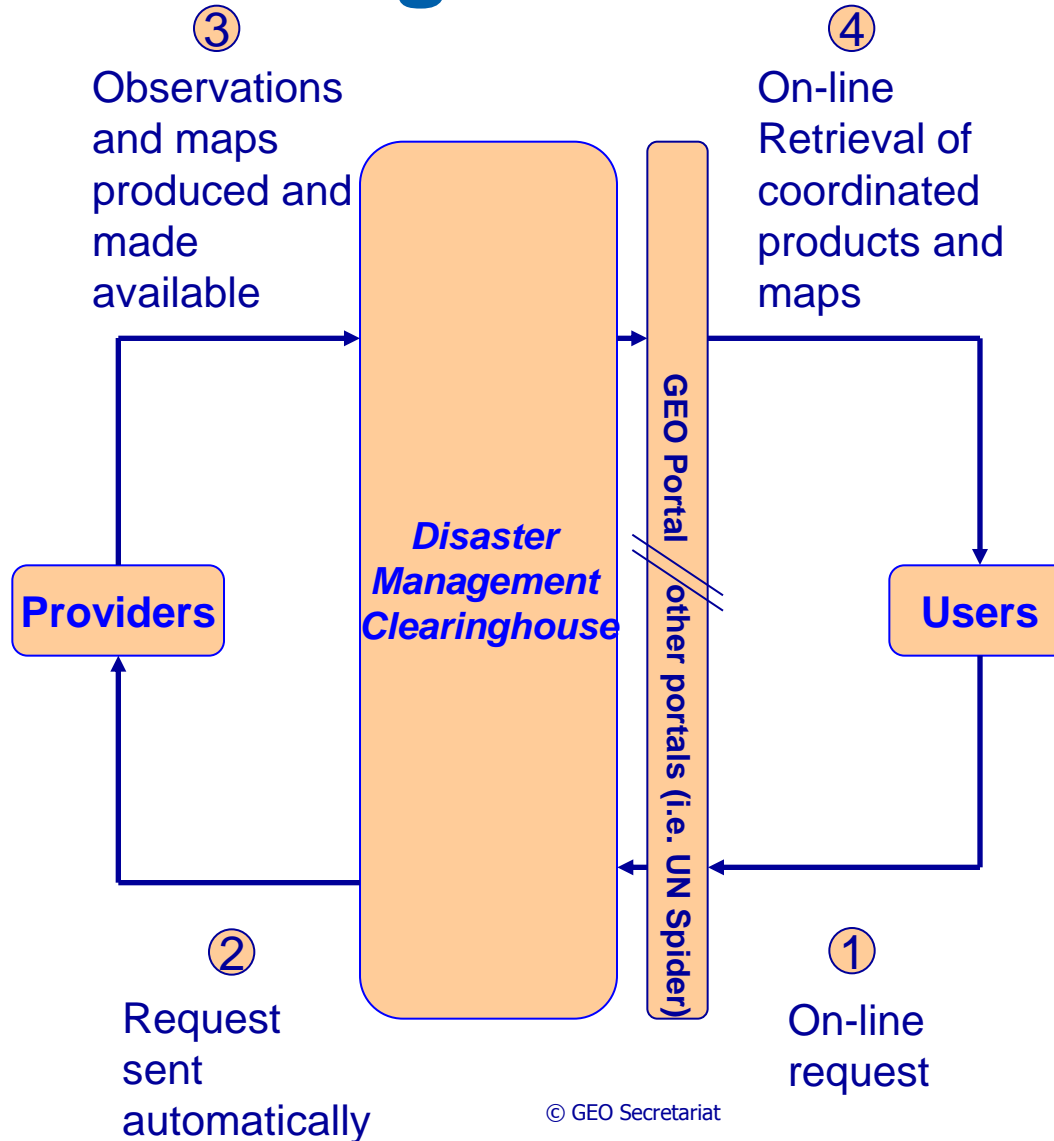 3
Observations
and maps
produced and
made
available
4
On-line
Retrieval of
coordinated
products and
maps
Providers
Disaster
Management
Clearinghouse
GEO Portal other portals (i.e. UN Spider)
Users
2
Request
sent
automatically
1
On-line
request
© GEO Secretariat